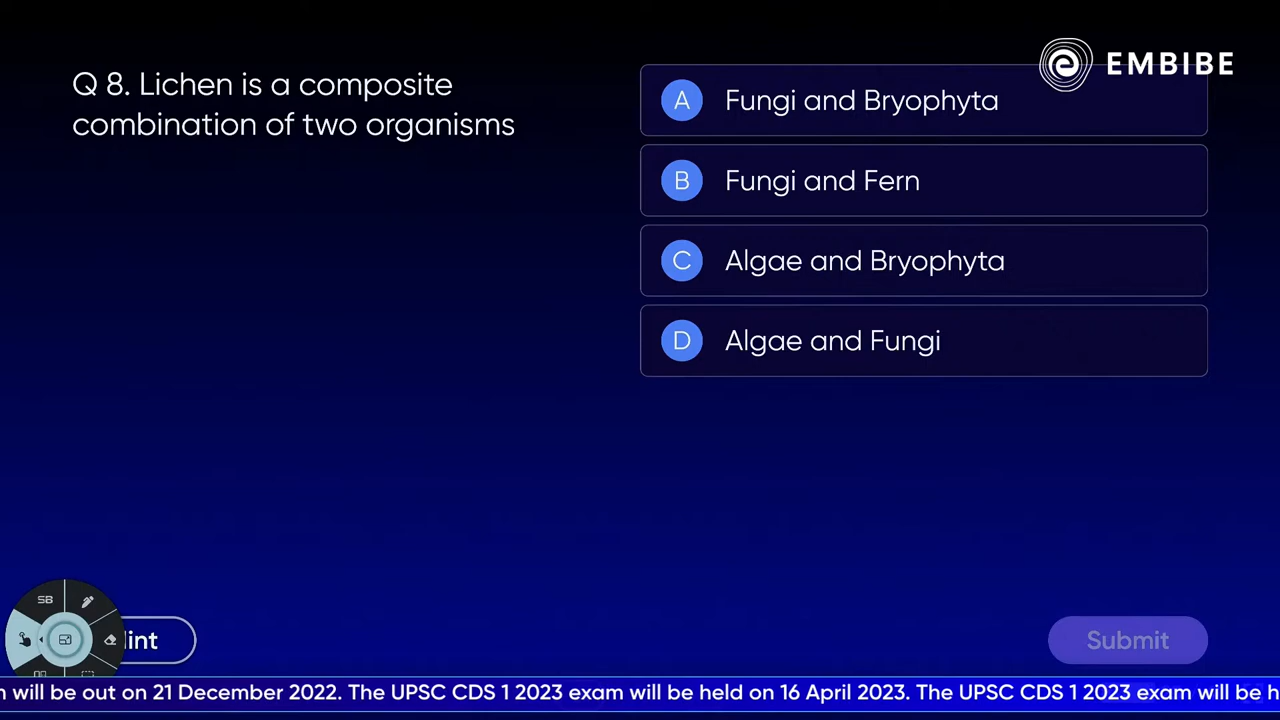 Q 8. Lichen is a composite
combination of two organisms
EMBIBE
A Fungi and Bryophyta
B Fungi and Fern
C Algae and Bryophyta
D Algae and Fungi
SB
Submit
will be out on 21 December 2022. The UPSC CDS 1 2023 exam will be held on 16 April 2023. The UPSC CDS 1 2023 exam will be